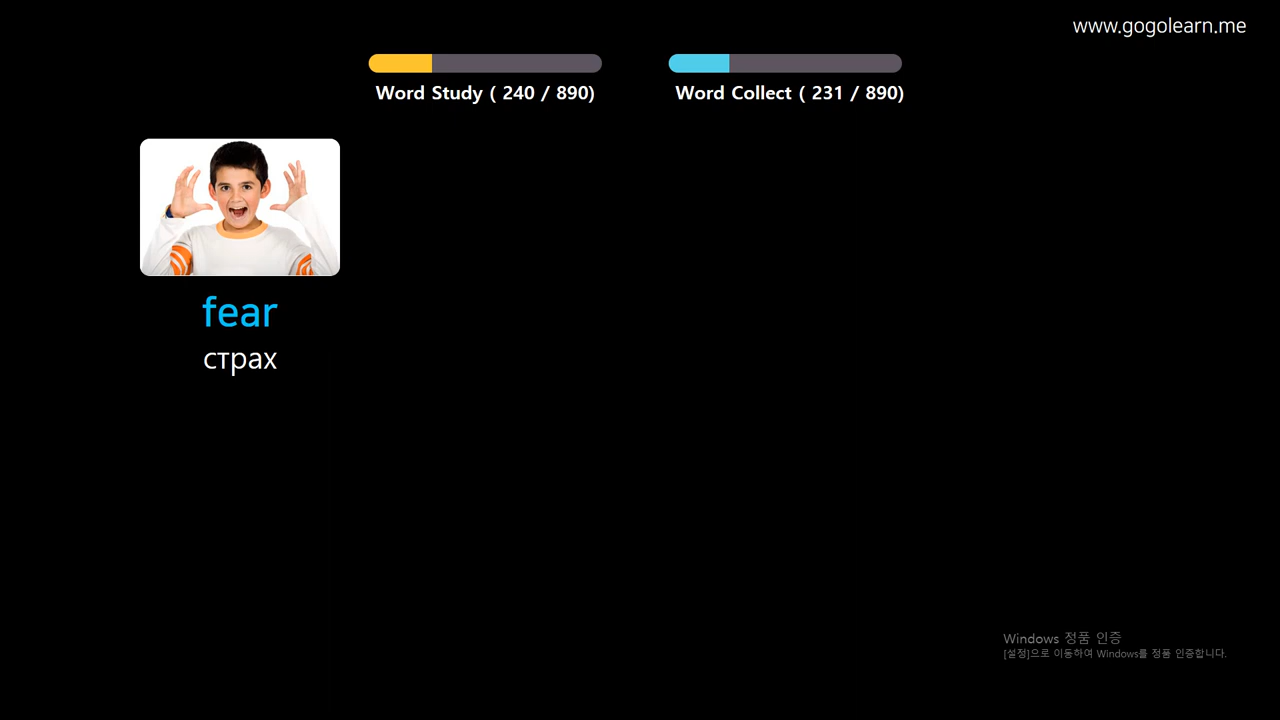 www.gogolearn.me
Word Study ( 240 / 890)
Word Collect ( 231 / 890)
fear
страх
Windows 정품 인증
[설정]으로 이동하여 Windows를 정품 인증합니다.